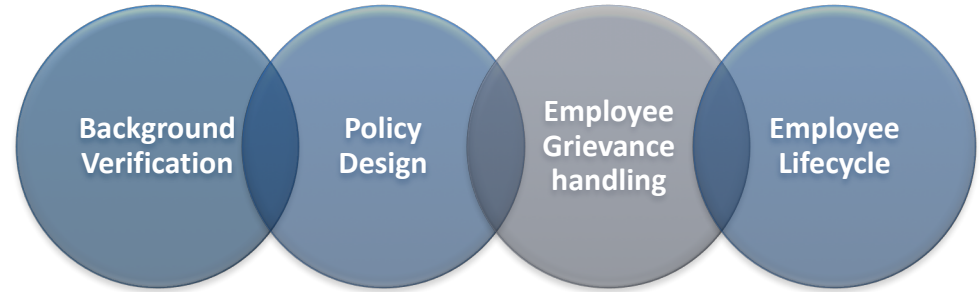 Background
Verification
Policy
Design
Employee
Grievance
handling
Employee
Lifecycle